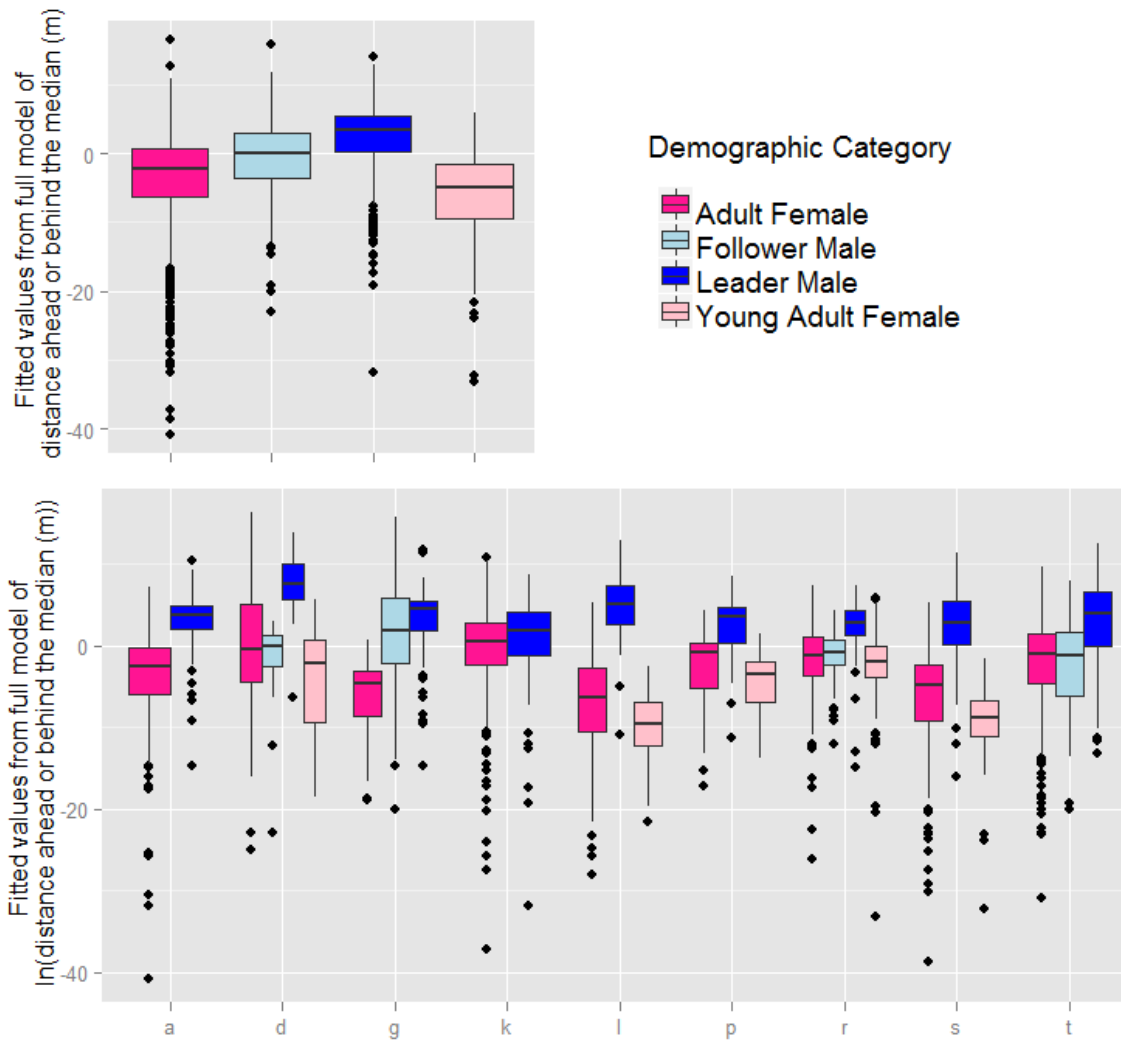 Fitted values from full model of
distance ahead or behind the median (m)
0
-20
-40
Demographic Category
Adult Female
Follower Male
Leader Male
Young Adult Female
Fitted values from full model of
ln(distance ahead or behind the median (m))
0
-20
-40
a d g k l p r s t